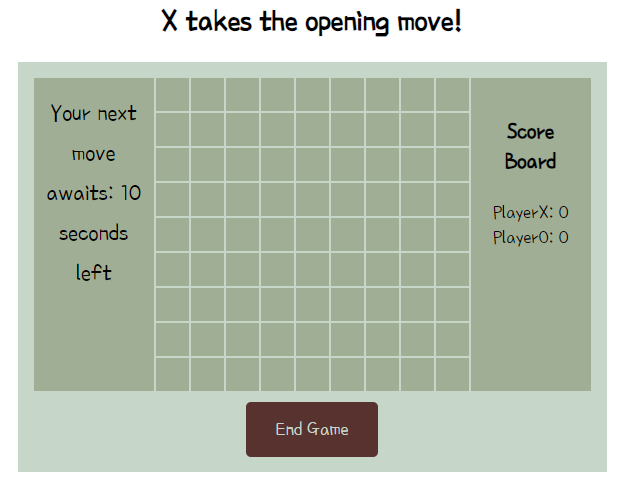 X takes the opening move!
Your next
move
awaits: 10
seconds
left
Score
Board
PlayerX: 0
PlayerO: 0
End Game